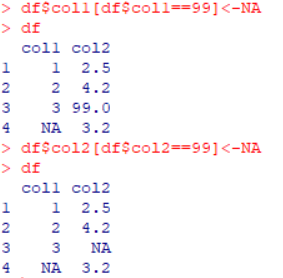 > df$col1[df$col1==99]<-NA
> df
  col1 col2
1    1  2.5
2    2  4.2
3    3 99.0
4   NA  3.2
> df$col2[df$col2==99]<-NA
> df
  col1 col2
1    1  2.5
2    2  4.2
3    3   NA
4   NA  3.2